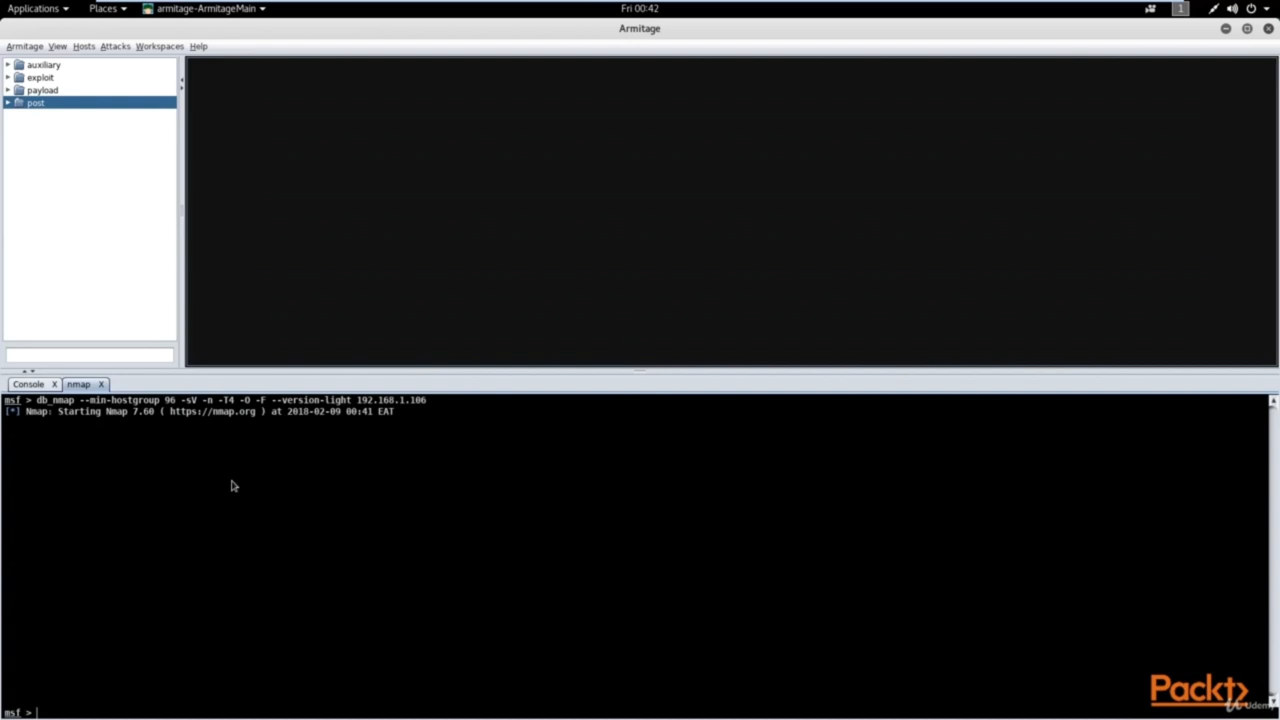 Applications Places armitage-ArmitageMain Fri 00:42 1
Armitage
Armitage View Hosts Attacks Workspaces Help
auxiliary
exploit
payload
post
Console X nmap X
msf > db_nmap --min-hostgroup 96 -sV -n -T4 -O -F --version-light 192.168.1.106
[*] Nmap: Starting Nmap 7.60 ( https://nmap.org ) at 2018-02-09 00:41 EAT
Packt
Udemy
msf >